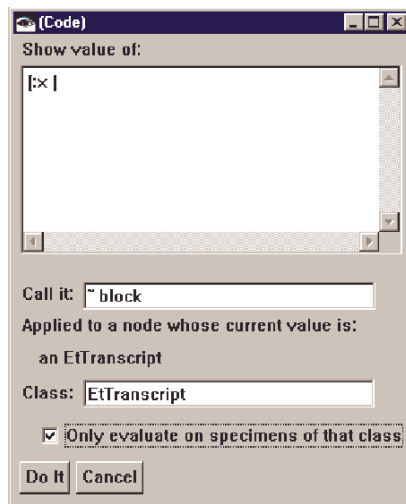 (Code)
Show value of:
[:x |
Call it: ~ block
Applied to a node whose current value is:
an EtTranscript
Class: EtTranscript
Only evaluate on specimens of that class
Do It Cancel